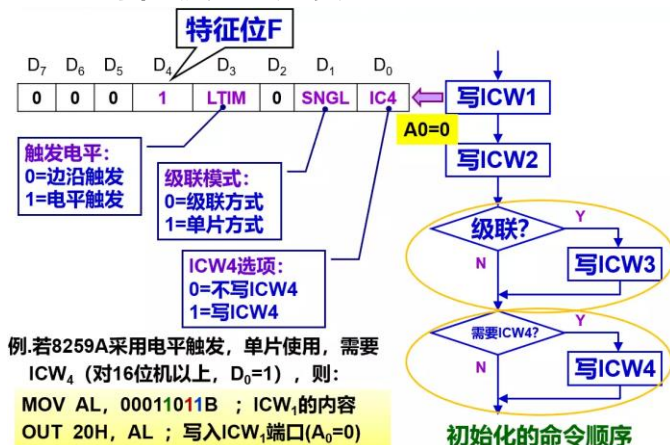 特征位F
D7 D6 D5 D4 D3 D2 D1 D0
0 0 0 1 LTIM 0 SNGL IC4
A0=0
触发电平：
0=边沿触发
1=电平触发
级联模式：
0=级联方式
1=单片方式
ICW4选项：
0=不写ICW4
1=写ICW4
写ICW1
写ICW2
级联?
Y
N
写ICW3
需要ICW4?
Y
N
写ICW4
初始化的命令顺序
例.若8259A采用电平触发，单片使用，需要
ICW4（对16位机以上，D0=1），则：
MOV AL，00011011B ；ICW1的内容
OUT 20H，AL ；写入ICW1端口(A0=0)